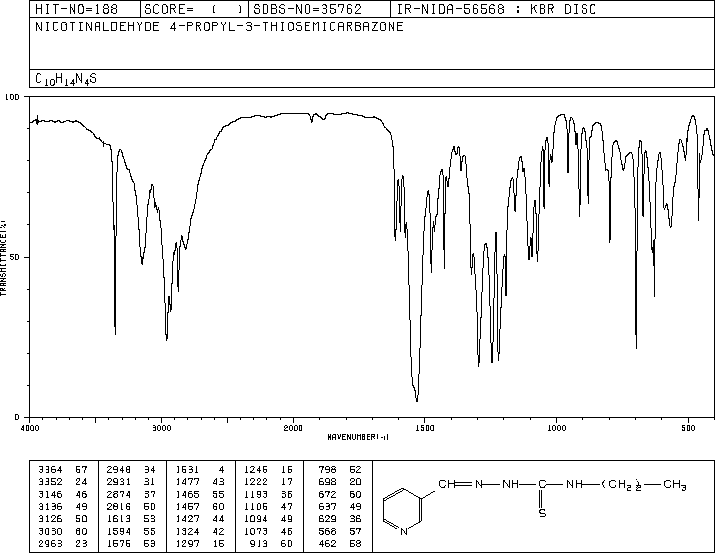 HIT-NO=188 SCORE= ( ) SDBS-NO=35762 IR-NIDA-56568 : KBR DISC
NICOTINALDEHYDE 4-PROPYL-3-THIOSEMICARBAZONE
C10H14N4S
100
50
0
TRANSMITTANCE(%)
4000 3000 2000 1500 1000 500
WAVENUMBER(-1)
3364 67 2948 34 1531 4 1246 16 798 52
3352 24 2931 31 1477 43 1222 17 698 20
3146 46 2874 37 1465 55 1193 36 672 60
3136 49 2816 50 1457 60 1106 47 637 49
3126 50 1613 53 1427 44 1094 49 629 36
3030 60 1594 55 1324 42 1073 46 568 57
2963 23 1576 53 1297 15 913 60 462 58
CH=N-NH-C-NH-(CH2)2-CH3
S
N